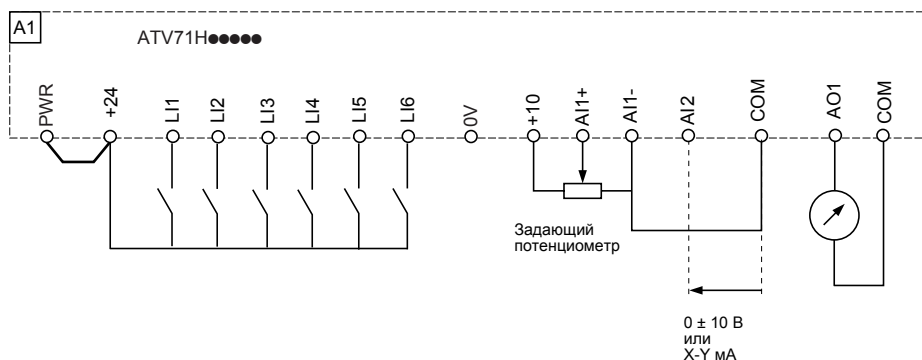 A1
ATV71H●●●●●
PWR
+24
LI1
LI2
LI3
LI4
LI5
LI6
0V
+10
AI1+
AI1-
AI2
COM
AO1
COM
Задающий
потенциометр
0 ± 10 В
или
X-Y мА